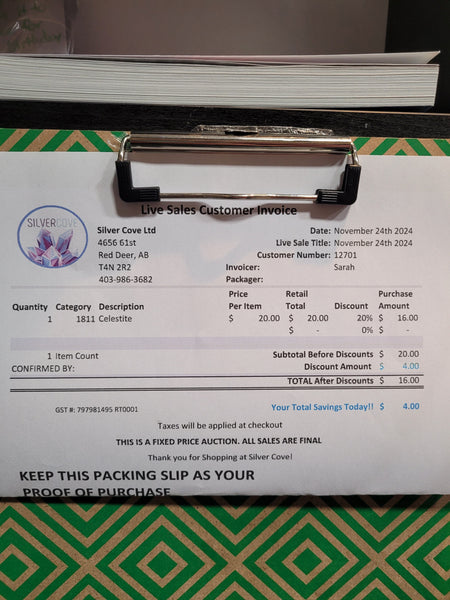 Live Sales Customer Invoice
SILVERCOVE
Silver Cove Ltd
4656 61st
Red Deer, AB
T4N 2R2
403-986-3682
Date: November 24th 2024
Live Sale Title: November 24th 2024
Customer Number: 12701
Invoicer: Sarah
Packager:
Quantity Category Description Price Per Item Retail Total Discount Purchase Amount
1 1811 Celestite $ 20.00 $ 20.00 20% $ 16.00
$ - 0% $ -
1 Item Count
Subtotal Before Discounts $ 20.00
CONFIRMED BY:
Discount Amount $ 4.00
TOTAL After Discounts $ 16.00
GST #: 797981495 RT0001
Your Total Savings Today!! $ 4.00
Taxes will be applied at checkout
THIS IS A FIXED PRICE AUCTION. ALL SALES ARE FINAL
Thank you for Shopping at Silver Cove!
KEEP THIS PACKING SLIP AS YOUR
PROOF OF PURCHASE